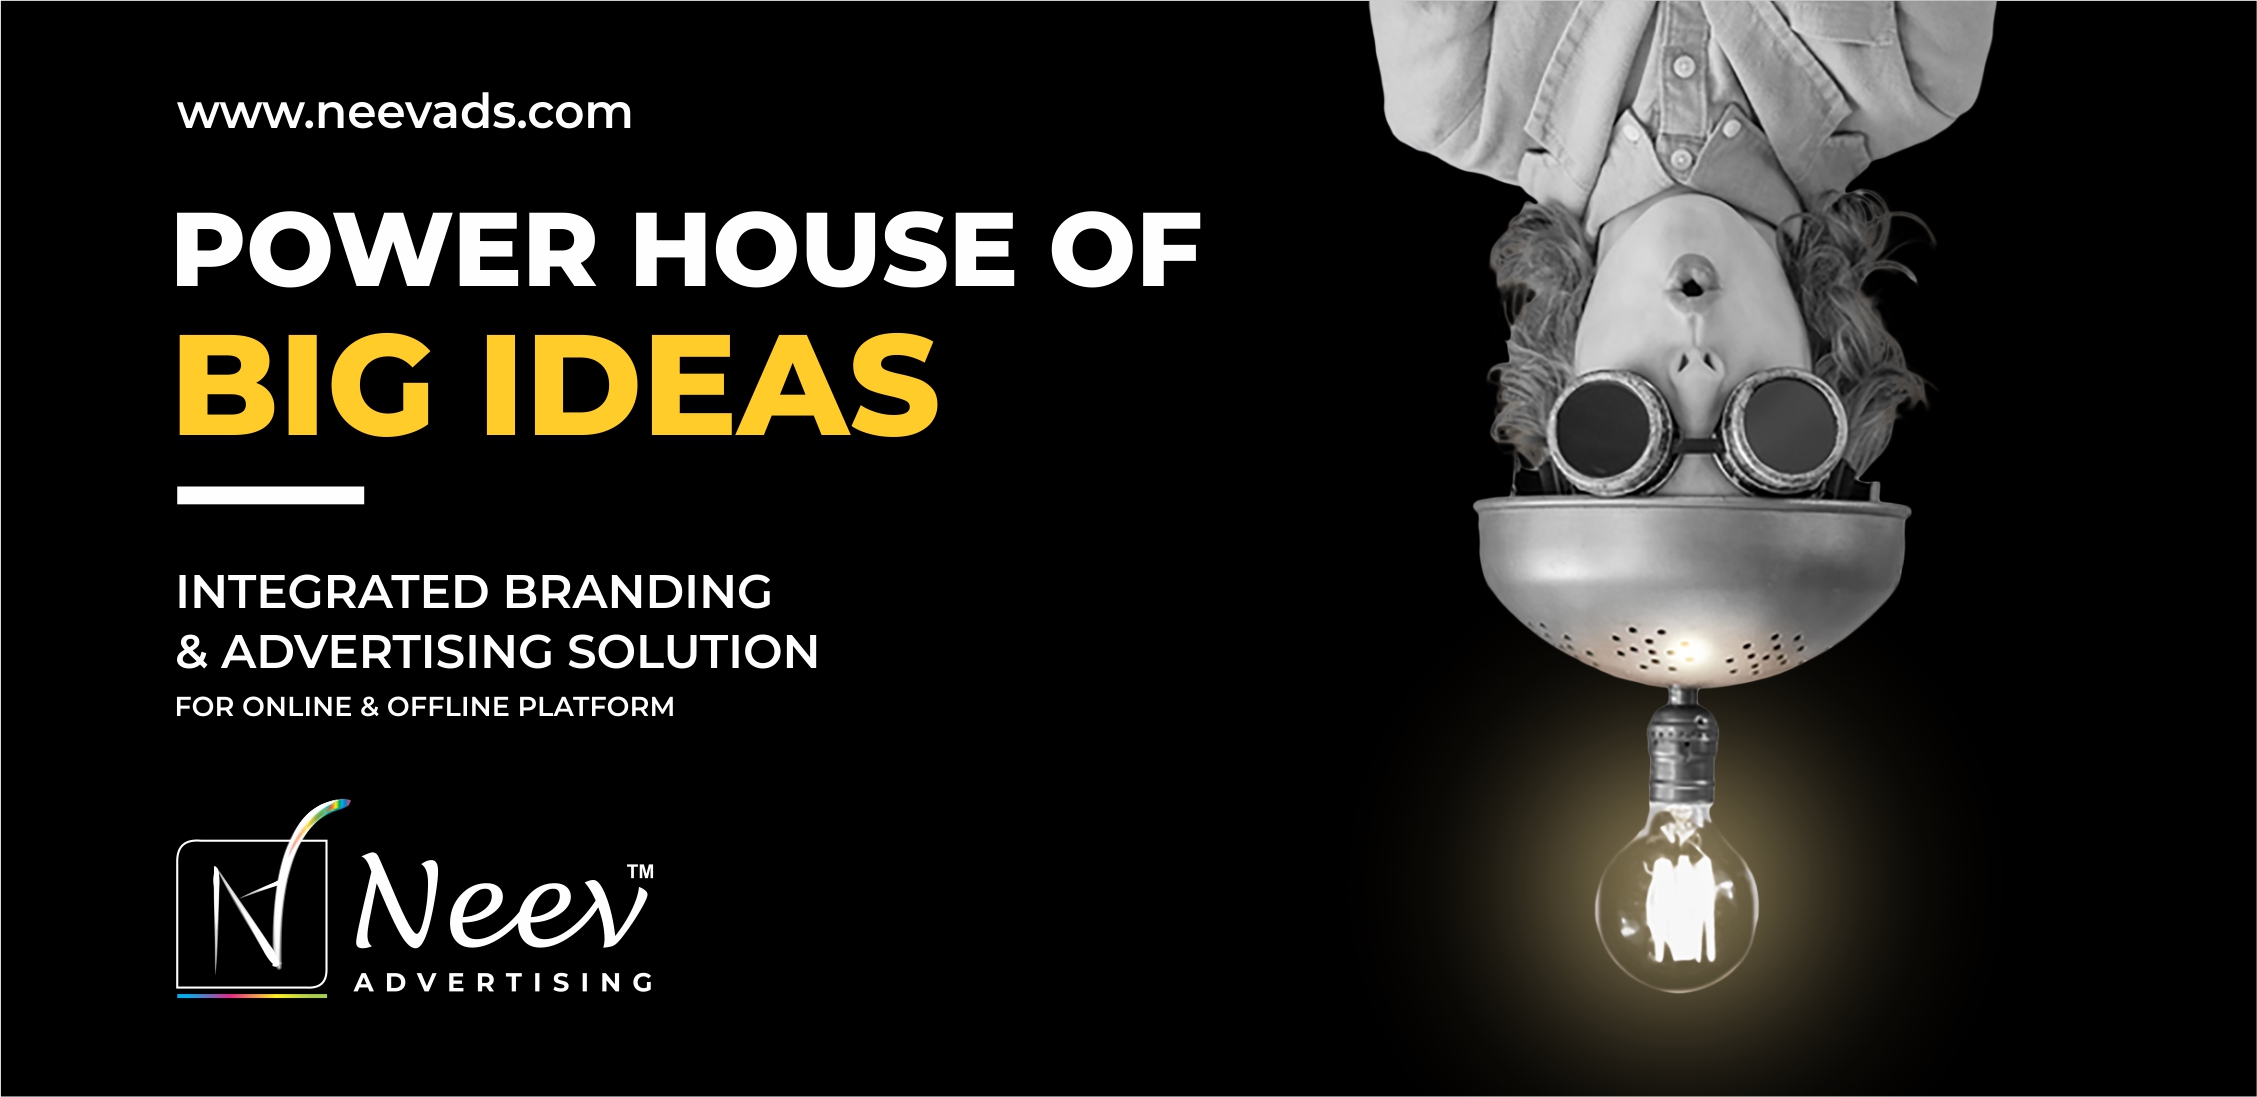 www.neevads.com
POWER HOUSE OF
BIG IDEAS
INTEGRATED BRANDING
& ADVERTISING SOLUTION
FOR ONLINE & OFFLINE PLATFORM
N
Neev™
ADVERTISING